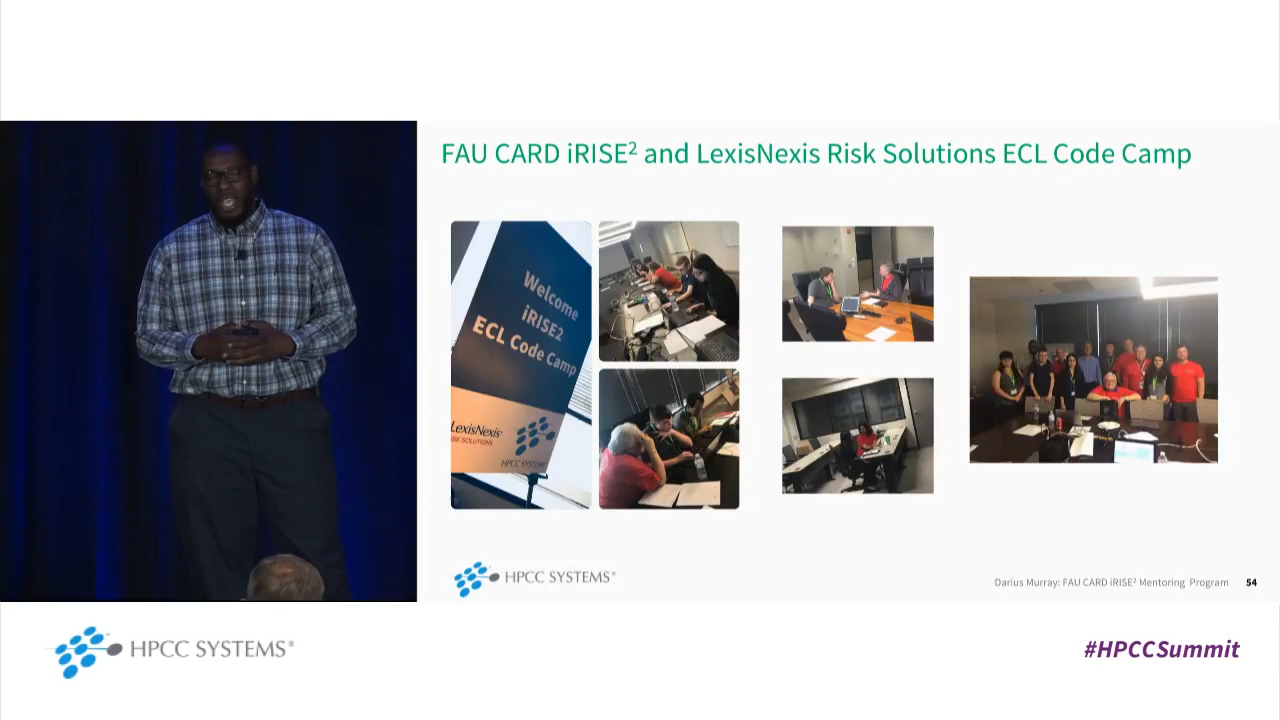 FAU CARD iRISE² and LexisNexis Risk Solutions ECL Code Camp
Welcome
iRISE2
ECL Code Camp
LexisNexis
RISK SOLUTIONS
HPCC SYSTEMS
HPCC SYSTEMS®
Darius Murray: FAU CARD iRISE² Mentoring Program 54
HPCC SYSTEMS®
#HPCCSummit